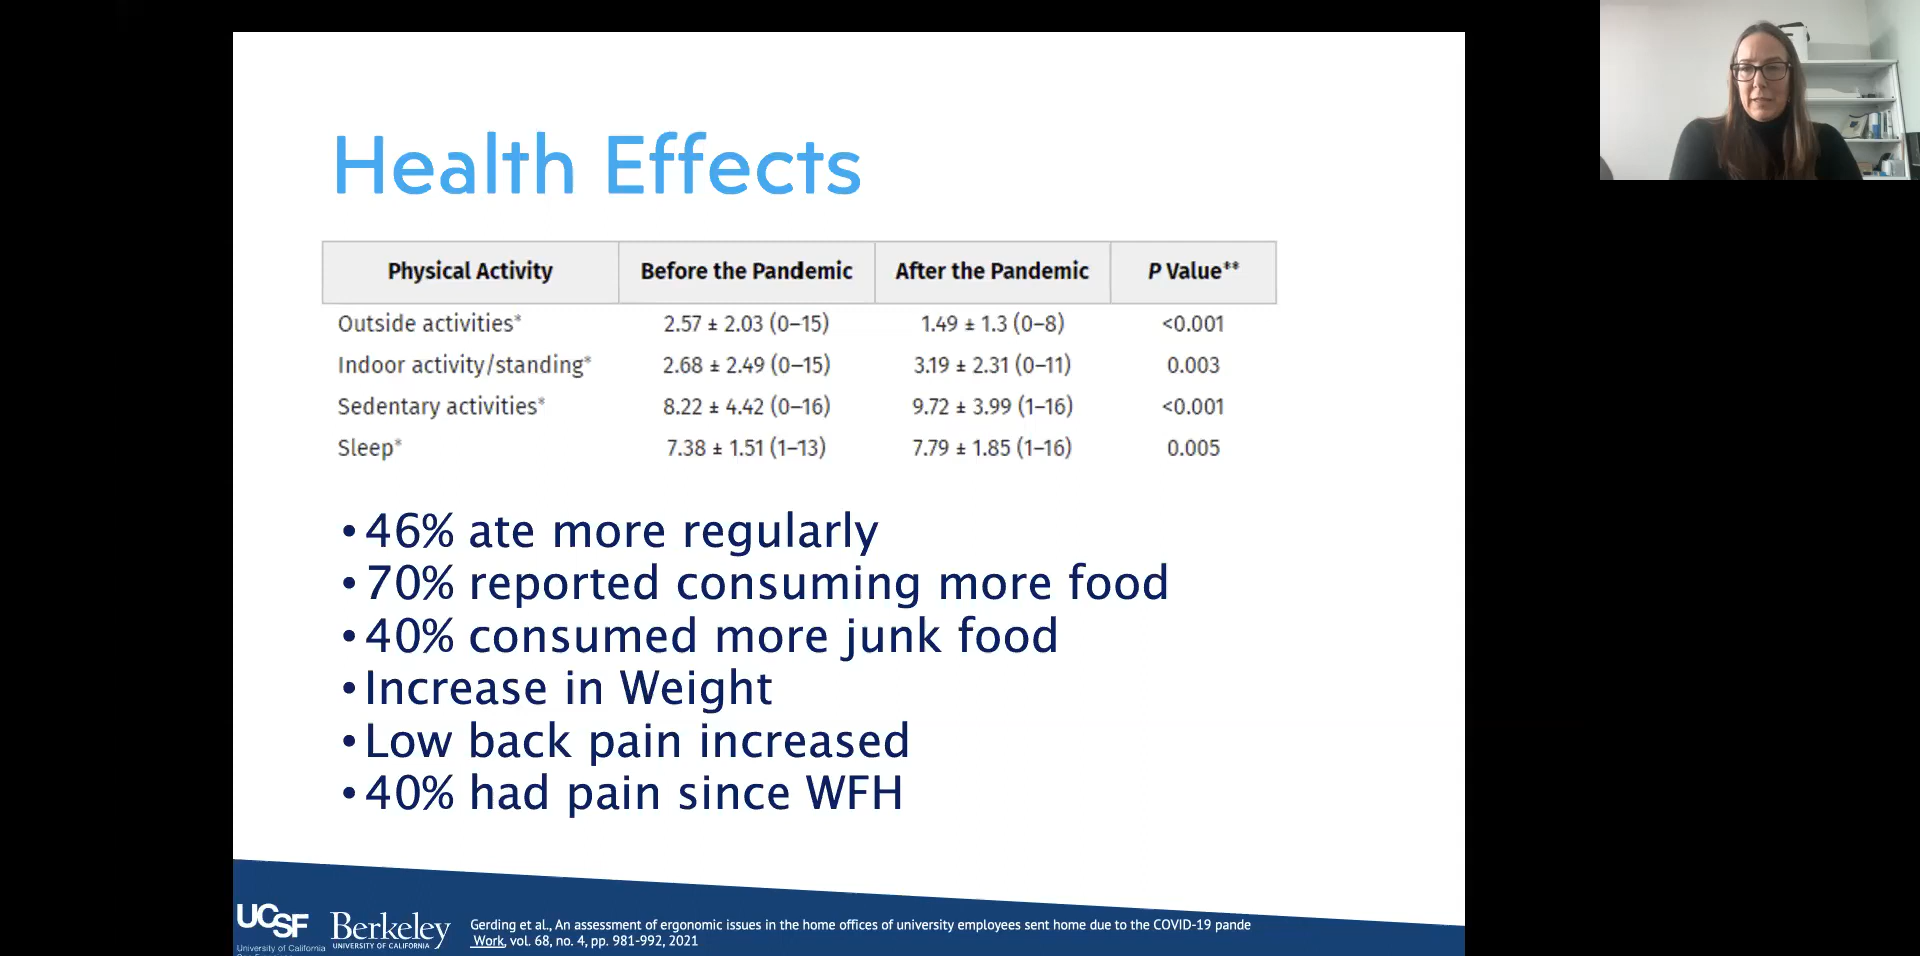 Health Effects
Physical Activity Before the Pandemic After the Pandemic P Value**
Outside activities* 2.57 ± 2.03 (0–15) 1.49 ± 1.3 (0–8) <0.001
Indoor activity/standing* 2.68 ± 2.49 (0–15) 3.19 ± 2.31 (0–11) 0.003
Sedentary activities* 8.22 ± 4.42 (0–16) 9.72 ± 3.99 (1–16) <0.001
Sleep* 7.38 ± 1.51 (1–13) 7.79 ± 1.85 (1–16) 0.005
• 46% ate more regularly
• 70% reported consuming more food
• 40% consumed more junk food
• Increase in Weight
• Low back pain increased
• 40% had pain since WFH
UCSF
University of California
Berkeley
UNIVERSITY OF CALIFORNIA
Gerding et al., An assessment of ergonomic issues in the home offices of university employees sent home due to the COVID-19 pande
Work, vol. 68, no. 4, pp. 981-992, 2021